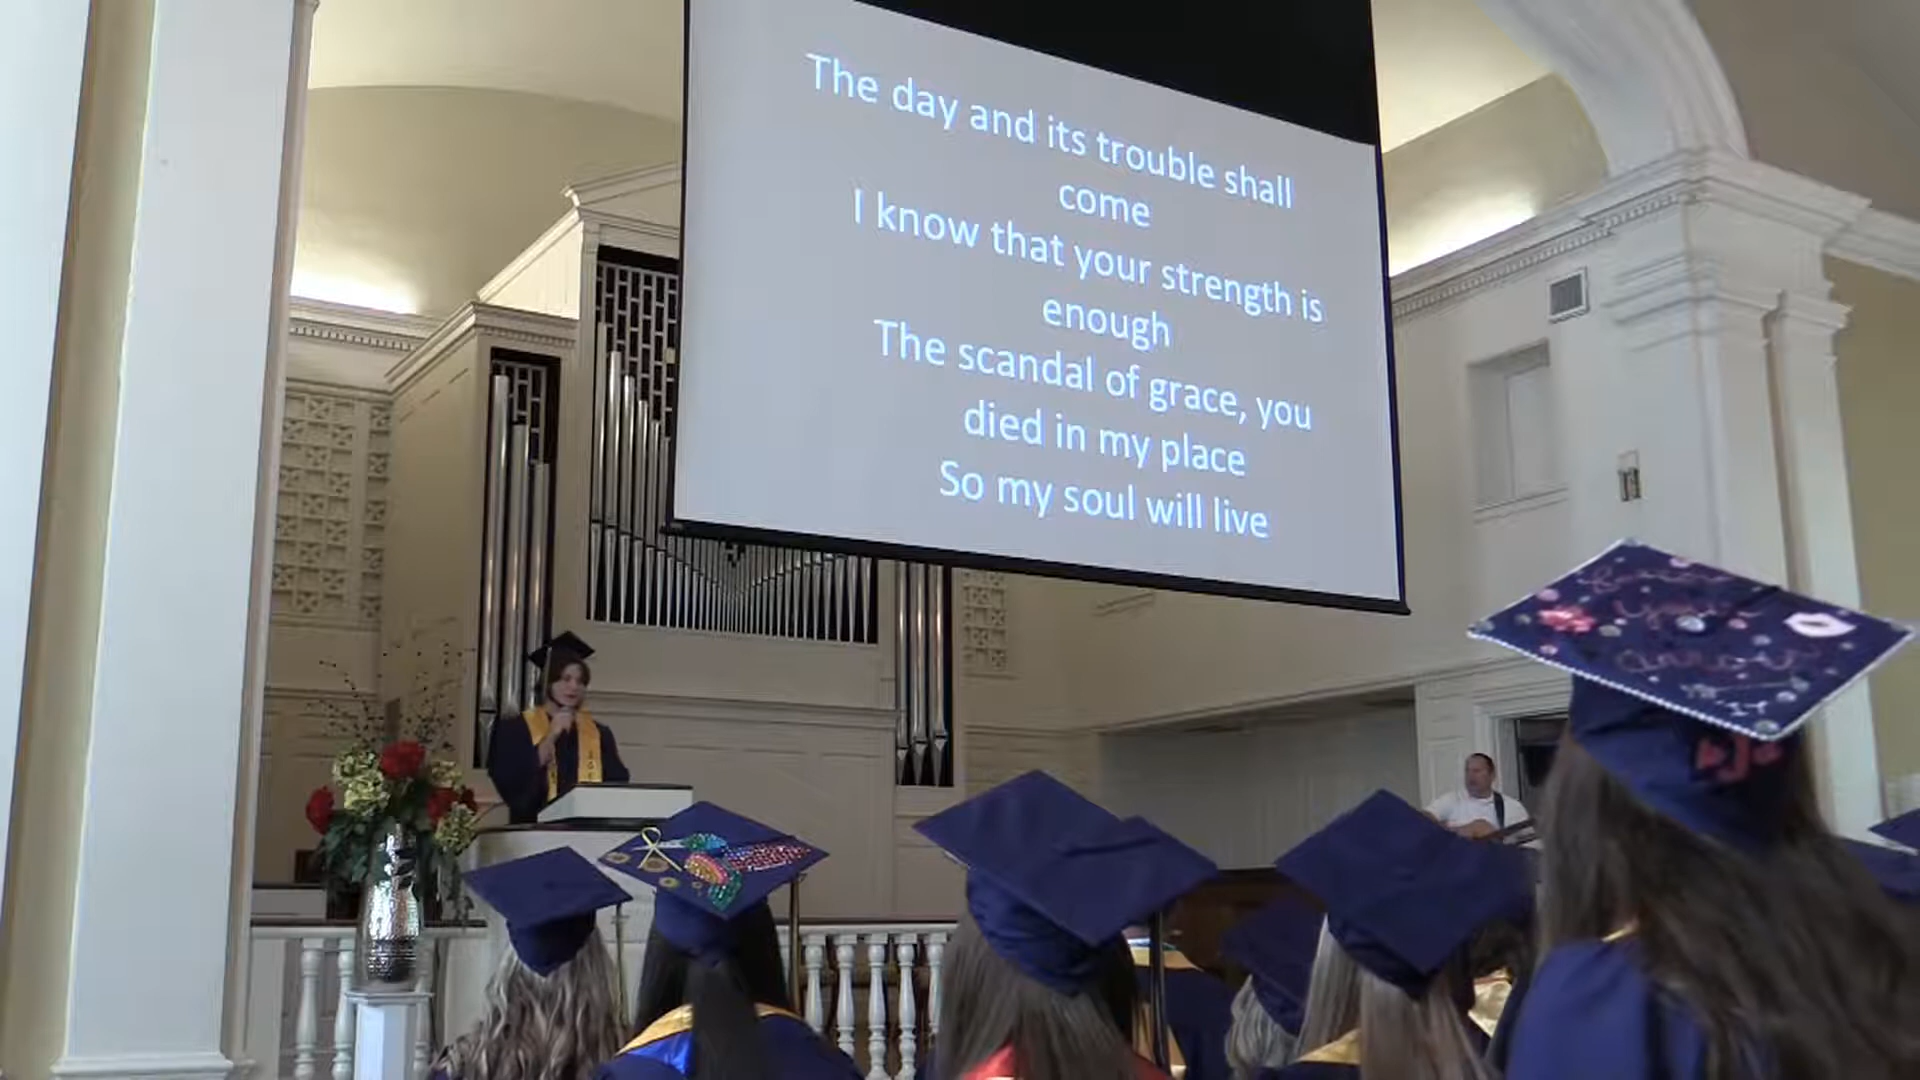 The day and its trouble shall
come
I know that your strength is
enough
The scandal of grace, you
died in my place
So my soul will live